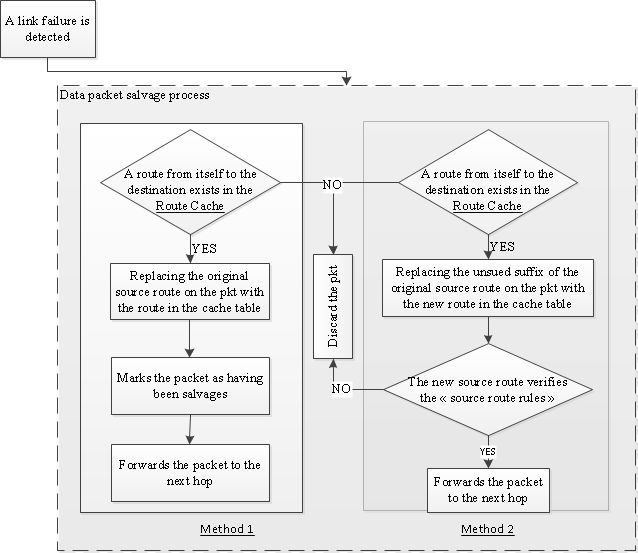 A link failure is
detected
Data packet salvage process
A route from itself to the
destination exists in the
Route Cache
NO
YES
Replacing the original
source route on the pkt with
the route in the cache table
Marks the packet as having
been salvages
Forwards the packet to the
next hop
Method 1
Discard the pkt
NO
A route from itself to the
destination exists in the
Route Cache
YES
Replacing the unsued suffix of the
original source route on the pkt with
the new route in the cache table
The new source route verifies
the « source route rules »
YES
Forwards the packet
to the next hop
Method 2